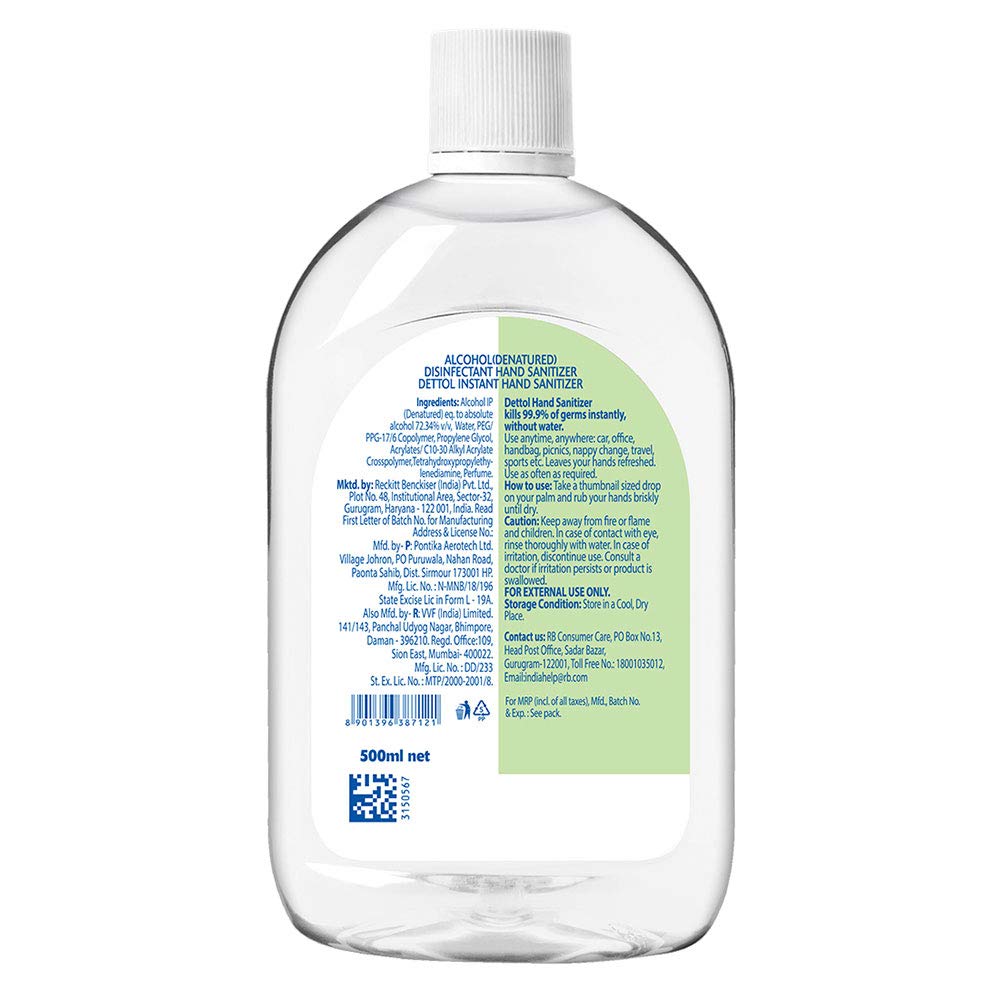 ALCOHOL(DENATURED)
DISINFECTANT HAND SANITIZER
DETTOL INSTANT HAND SANITIZER
Ingredients: Alcohol IP
(Denatured) eq. to absolute
alcohol 72.34% v/v, Water, PEG/
PPG-17/6 Copolymer, Propylene Glycol,
Acrylates/ C10-30 Alkyl Acrylate
Crosspolymer,Tetrahydroxypropylethy-
lenediamine, Perfume.
Mktd. by: Reckitt Benckiser (India) Pvt. Ltd.,
Plot No. 48, Institutional Area, Sector-32,
Gurugram, Haryana - 122 001, India. Read
First Letter of Batch No. for Manufacturing
Address & License No.:
Mfd. by- P: Pontika Aerotech Ltd.
Village Johron, PO Puruwala, Nahan Road,
Paonta Sahib, Dist. Sirmour 173001 HP.
Mfg. Lic. No. : N-MNB/18/196
State Excise Lic in Form L - 19A.
Also Mfd. by- R: VVF (India) Limited.
141/143, Panchal Udyog Nagar, Bhimpore,
Daman - 396210. Regd. Office:109,
Sion East, Mumbai- 400022.
Mfg. Lic. No. : DD/233
St. Ex. Lic. No. : MTP/2000-2001/8.
8 901396 387121
5
PP
500ml net
3150567
Dettol Hand Sanitizer
kills 99.9% of germs instantly,
without water.
Use anytime, anywhere: car, office,
handbag, picnics, nappy change, travel,
sports etc. Leaves your hands refreshed.
Use as often as required.
How to use: Take a thumbnail sized drop
on your palm and rub your hands briskly
until dry.
Caution: Keep away from fire or flame
and children. In case of contact with eye,
rinse thoroughly with water. In case of
irritation, discontinue use. Consult a
doctor if irritation persists or product is
swallowed.
FOR EXTERNAL USE ONLY.
Storage Condition: Store in a Cool, Dry
Place.
Contact us: RB Consumer Care, PO Box No.13,
Head Post Office, Sadar Bazar,
Gurugram-122001, Toll Free No.: 18001035012,
Email:indiahelp@rb.com
For MRP (incl. of all taxes), Mfd., Batch No.
& Exp. : See pack.